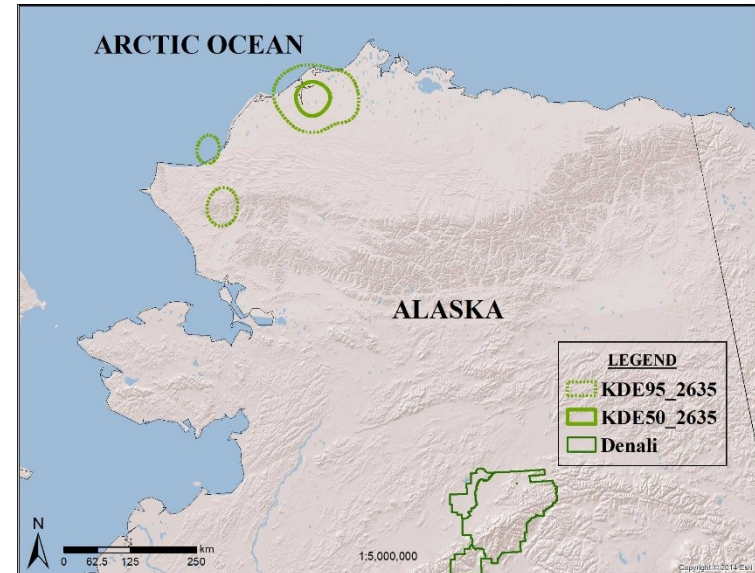 ARCTIC OCEAN
ALASKA
LEGEND
KDE95_2635
KDE50_2635
Denali
N
km
0 62.5 125 250
1:5,000,000
Copyright:© 2014 Esri